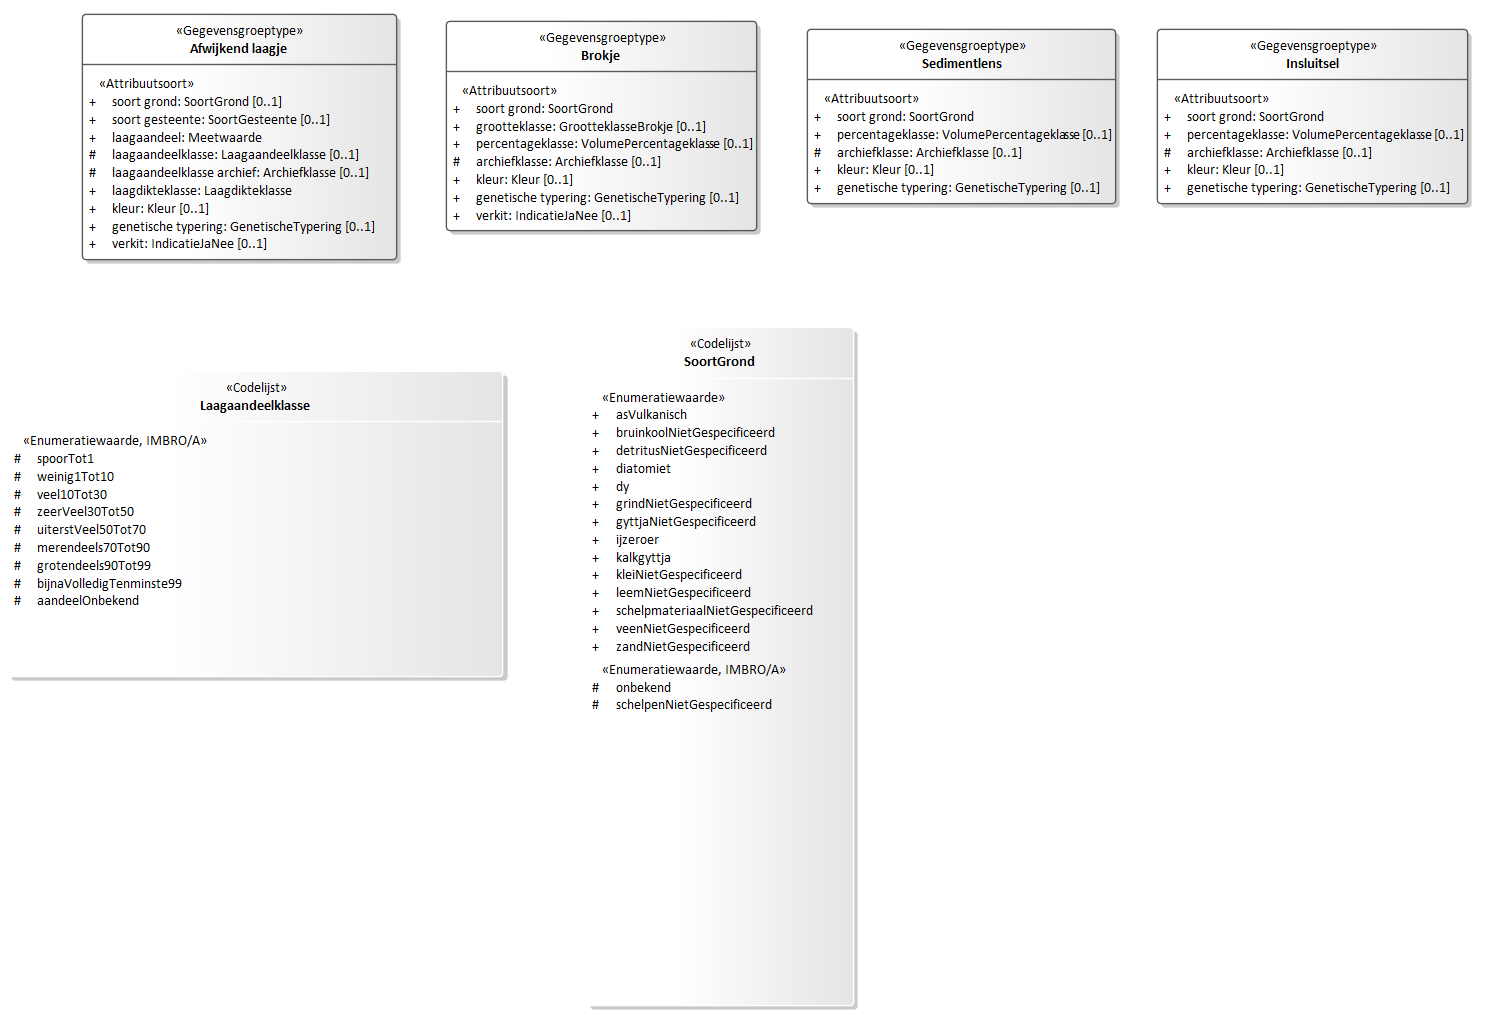 «Gegevensgroeptype»
Afwijkend laagje
«Attribuutsoort»
+ soort grond: SoortGrond [0..1]
+ soort gesteente: SoortGesteente [0..1]
+ laagaandeel: Meetwaarde
# laagaandeelklasse: Laagaandeelklasse [0..1]
# laagaandeelklasse archief: Archiefklasse [0..1]
+ laagdikteklasse: Laagdikteklasse
+ kleur: Kleur [0..1]
+ genetische typering: GenetischeTypering [0..1]
+ verkit: IndicatieJaNee [0..1]
«Gegevensgroeptype»
Brokje
«Attribuutsoort»
+ soort grond: SoortGrond
+ grootteklasse: GrootteklasseBrokje [0..1]
+ percentageklasse: VolumePercentageklasse [0..1]
# archiefklasse: Archiefklasse [0..1]
+ kleur: Kleur [0..1]
+ genetische typering: GenetischeTypering [0..1]
+ verkit: IndicatieJaNee [0..1]
«Gegevensgroeptype»
Sedimentlens
«Attribuutsoort»
+ soort grond: SoortGrond
+ percentageklasse: VolumePercentageklasse [0..1]
# archiefklasse: Archiefklasse [0..1]
+ kleur: Kleur [0..1]
+ genetische typering: GenetischeTypering [0..1]
«Gegevensgroeptype»
Insluitsel
«Attribuutsoort»
+ soort grond: SoortGrond
+ percentageklasse: VolumePercentageklasse [0..1]
# archiefklasse: Archiefklasse [0..1]
+ kleur: Kleur [0..1]
+ genetische typering: GenetischeTypering [0..1]
«Codelijst»
Laagaandeelklasse
«Enumeratiewaarde, IMBRO/A»
# spoorTot1
# weinig1Tot10
# veel10Tot30
# zeerVeel30Tot50
# uiterstVeel50Tot70
# merendeels70Tot90
# grotendeels90Tot99
# bijnaVolledigTenminste99
# aandeelOnbekend
«Codelijst»
SoortGrond
«Enumeratiewaarde»
+ asVulkanisch
+ bruinkoolNietGespecificeerd
+ detritusNietGespecificeerd
+ diatomiet
+ dy
+ grindNietGespecificeerd
+ gyttjaNietGespecificeerd
+ ijzeroer
+ kalkgyttja
+ kleiNietGespecificeerd
+ leemNietGespecificeerd
+ schelpmateriaalNietGespecificeerd
+ veenNietGespecificeerd
+ zandNietGespecificeerd
«Enumeratiewaarde, IMBRO/A»
# onbekend
# schelpenNietGespecificeerd